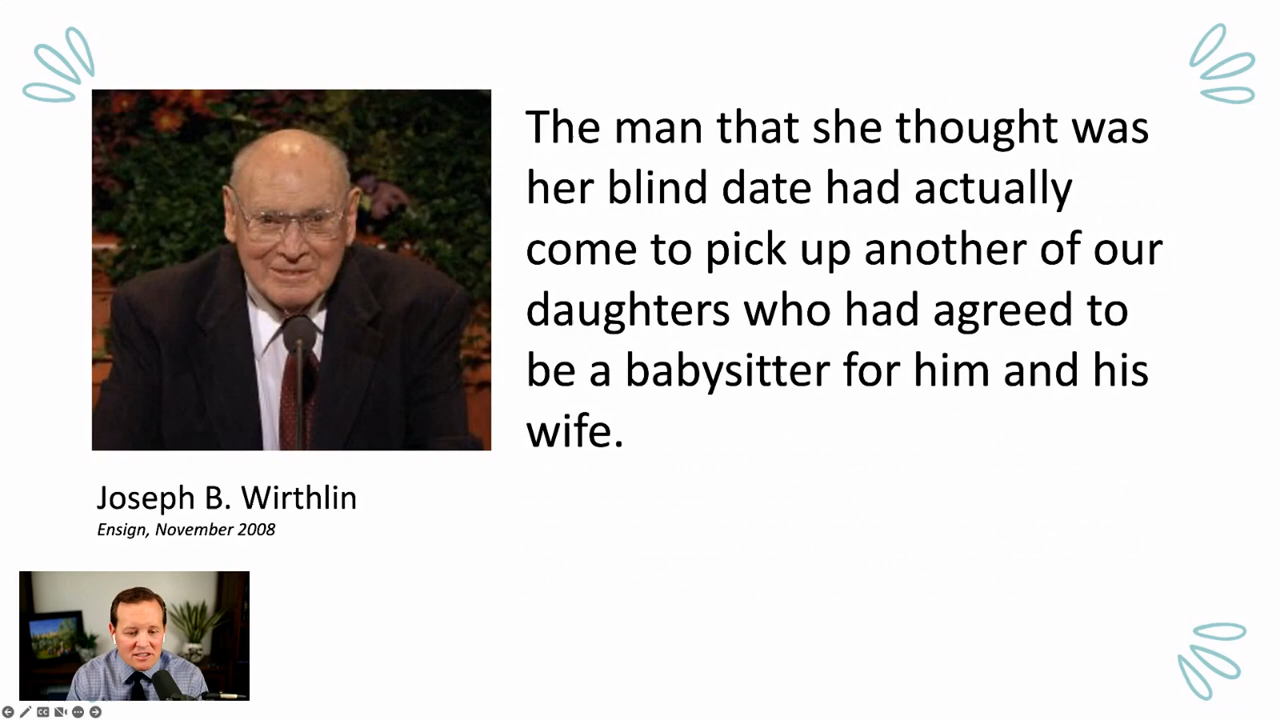 The man that she thought was
her blind date had actually
come to pick up another of our
daughters who had agreed to
be a babysitter for him and his
wife.
Joseph B. Wirthlin
Ensign, November 2008